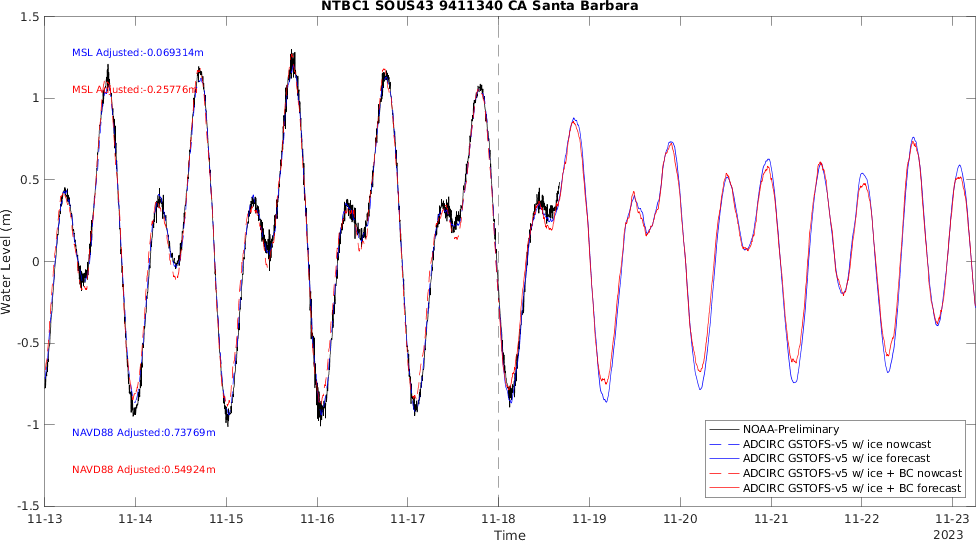 NTBC1 SOUS43 9411340 CA Santa Barbara
1.5
MSL Adjusted:-0.069314m
MSL Adjusted:-0.25776m
1
0.5
0
-0.5
-1
-1.5
Water Level (m)
NAVD88 Adjusted:0.73769m
NAVD88 Adjusted:0.54924m
NOAA-Preliminary
ADCIRC GSTOFS-v5 w/ ice nowcast
ADCIRC GSTOFS-v5 w/ ice forecast
ADCIRC GSTOFS-v5 w/ ice + BC nowcast
ADCIRC GSTOFS-v5 w/ ice + BC forecast
11-13 11-14 11-15 11-16 11-17 11-18 11-19 11-20 11-21 11-22 11-23
Time
2023